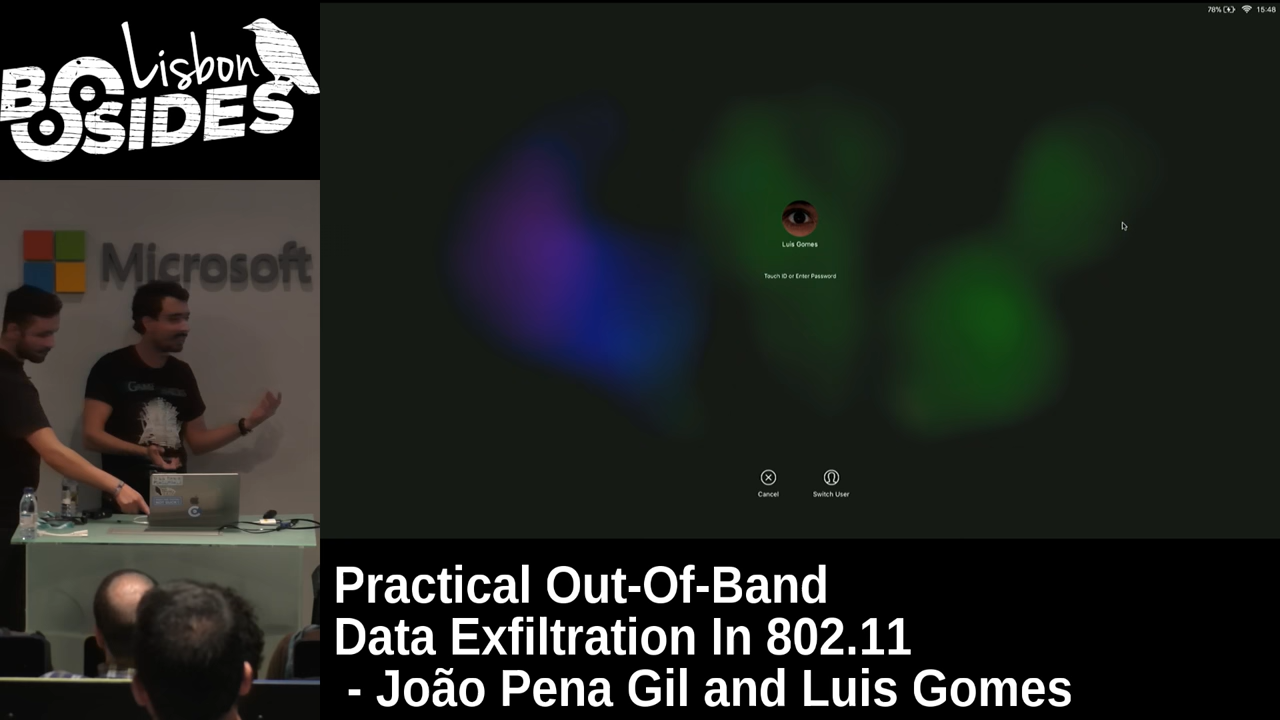 Lisbon
BSIDES
Microsoft
78%
15:48
Luis Gomes
Touch ID or Enter Password
Cancel
Switch User
Practical Out-Of-Band
Data Exfiltration In 802.11
- João Pena Gil and Luis Gomes